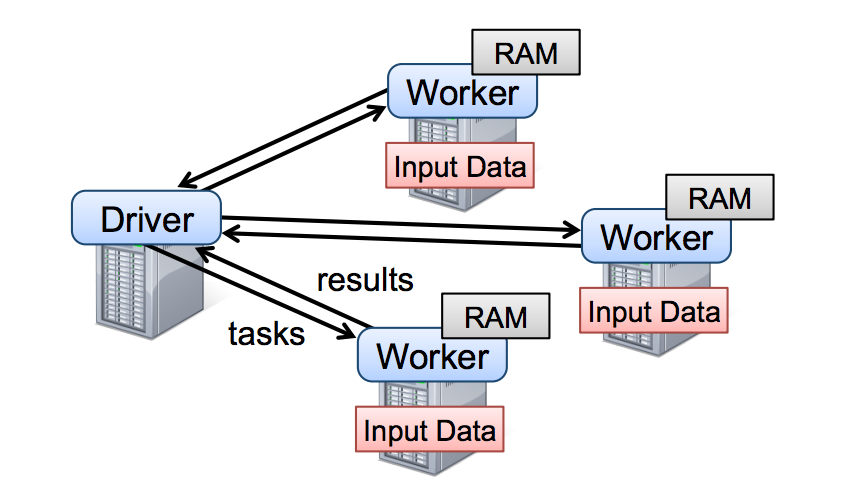 RAM
Worker
Input Data
Driver
RAM
Worker
Input Data
results
tasks
RAM
Worker
Input Data